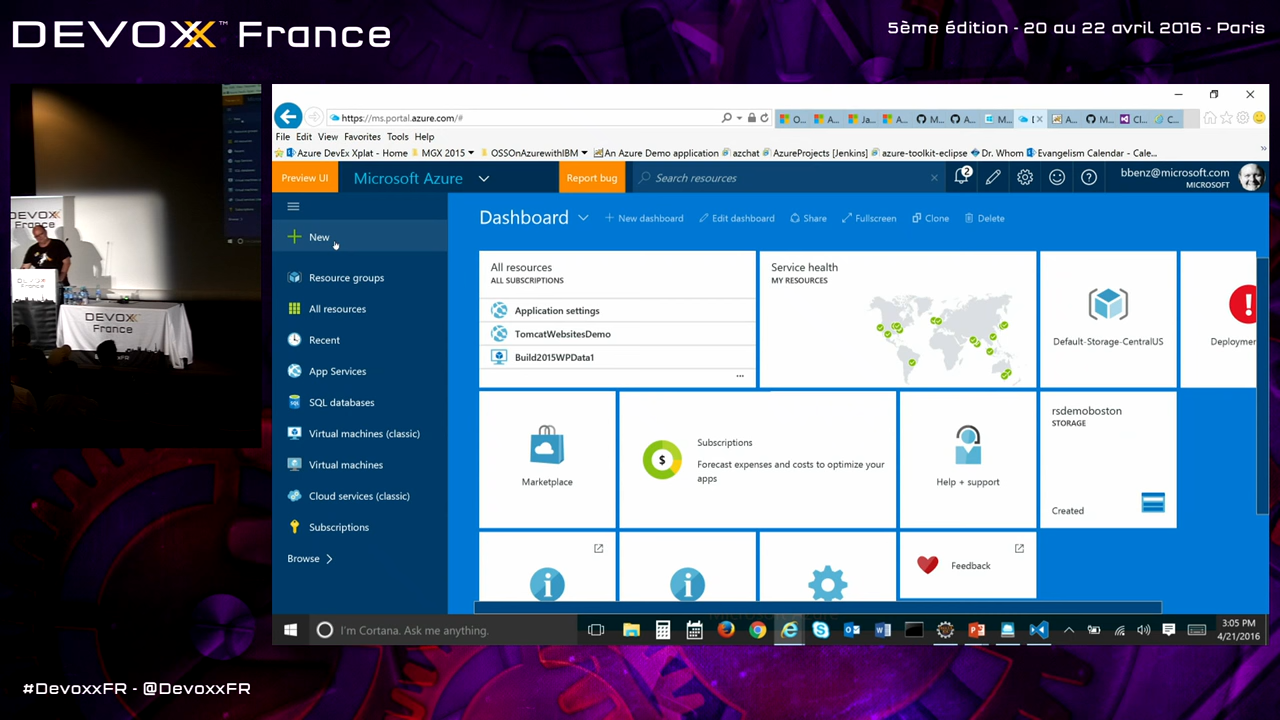 DEVOXX™ France
5ème édition - 20 au 22 avril 2016 - Paris
https://ms.portal.azure.com/#
File Edit View Favorites Tools Help
Azure DevEx Xplat - Home
MGX 2015
OSSOnAzurewithIBM
An Azure Demo application
azchat
AzureProjects [Jenkins]
azure-toolkit-eclipse
Dr. Whom
Evangelism Calendar - Cale...
Preview UI
Microsoft Azure
Report bug
Search resources
2
bbenz@microsoft.com
MICROSOFT
New
Resource groups
All resources
Recent
App Services
SQL databases
Virtual machines (classic)
Virtual machines
Cloud services (classic)
Subscriptions
Browse
Dashboard
New dashboard
Edit dashboard
Share
Fullscreen
Clone
Delete
All resources
ALL SUBSCRIPTIONS
Application settings
TomcatWebsitesDemo
Build2015WPData1
Service health
MY RESOURCES
Default-Storage-CentralUS
Deploymen
Marketplace
Subscriptions
Forecast expenses and costs to optimize your
apps
Help + support
rsdemoboston
STORAGE
Created
Feedback
I'm Cortana. Ask me anything.
3:05 PM
4/21/2016
DEVOXX
France
DEVOXX
France
#DevoxxFR - @DevoxxFR